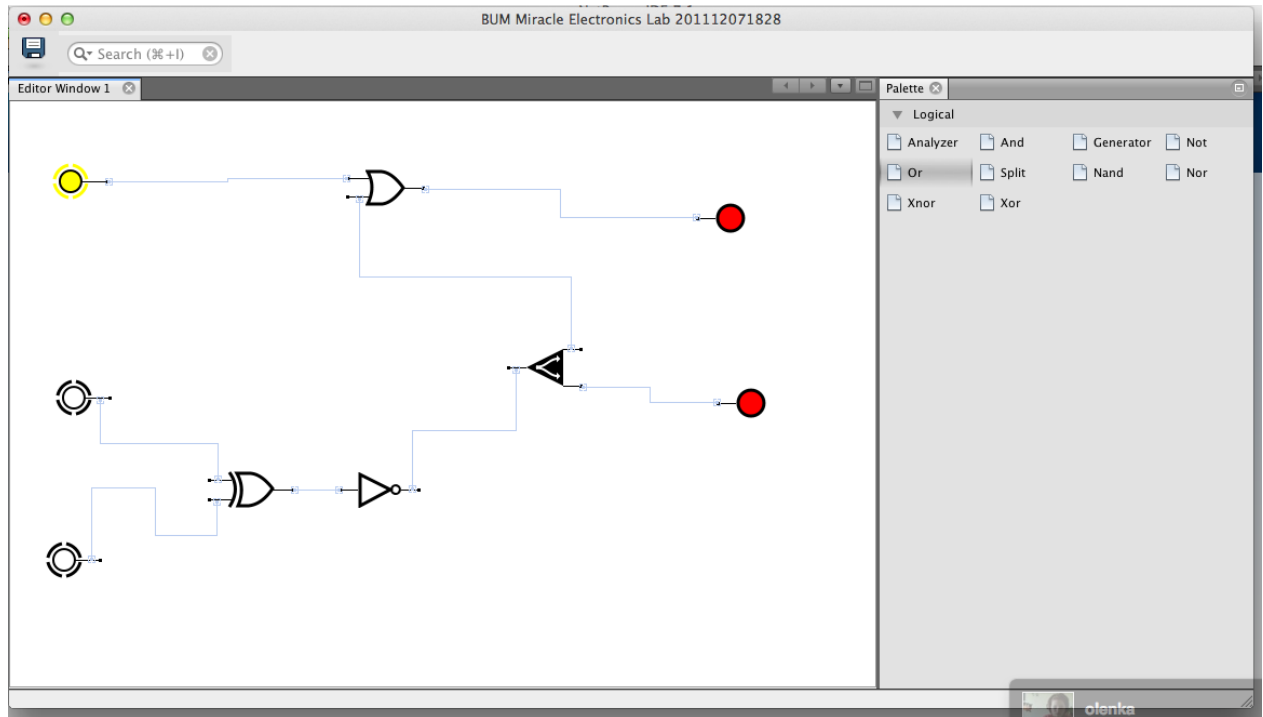 BUM Miracle Electronics Lab 201112071828
Search (⌘+I)
Editor Window 1
Palette
Logical
Analyzer And Generator Not
Or Split Nand Nor
Xnor Xor
olenka